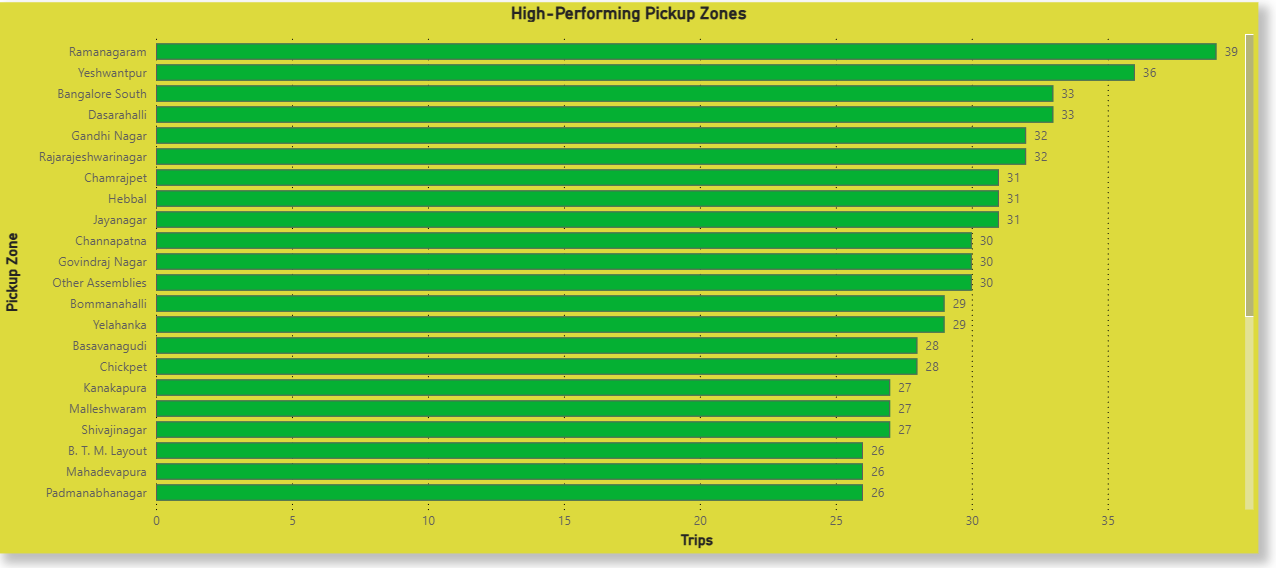 High-Performing Pickup Zones
Pickup Zone
Ramanagaram 39
Yeshwantpur 36
Bangalore South 33
Dasarahalli 33
Gandhi Nagar 32
Rajarajeshwarinagar 32
Chamrajpet 31
Hebbal 31
Jayanagar 31
Channapatna 30
Govindraj Nagar 30
Other Assemblies 30
Bommanahalli 29
Yelahanka 29
Basavanagudi 28
Chickpet 28
Kanakapura 27
Malleshwaram 27
Shivajinagar 27
B. T. M. Layout 26
Mahadevapura 26
Padmanabhanagar 26
0 5 10 15 20 25 30 35
Trips